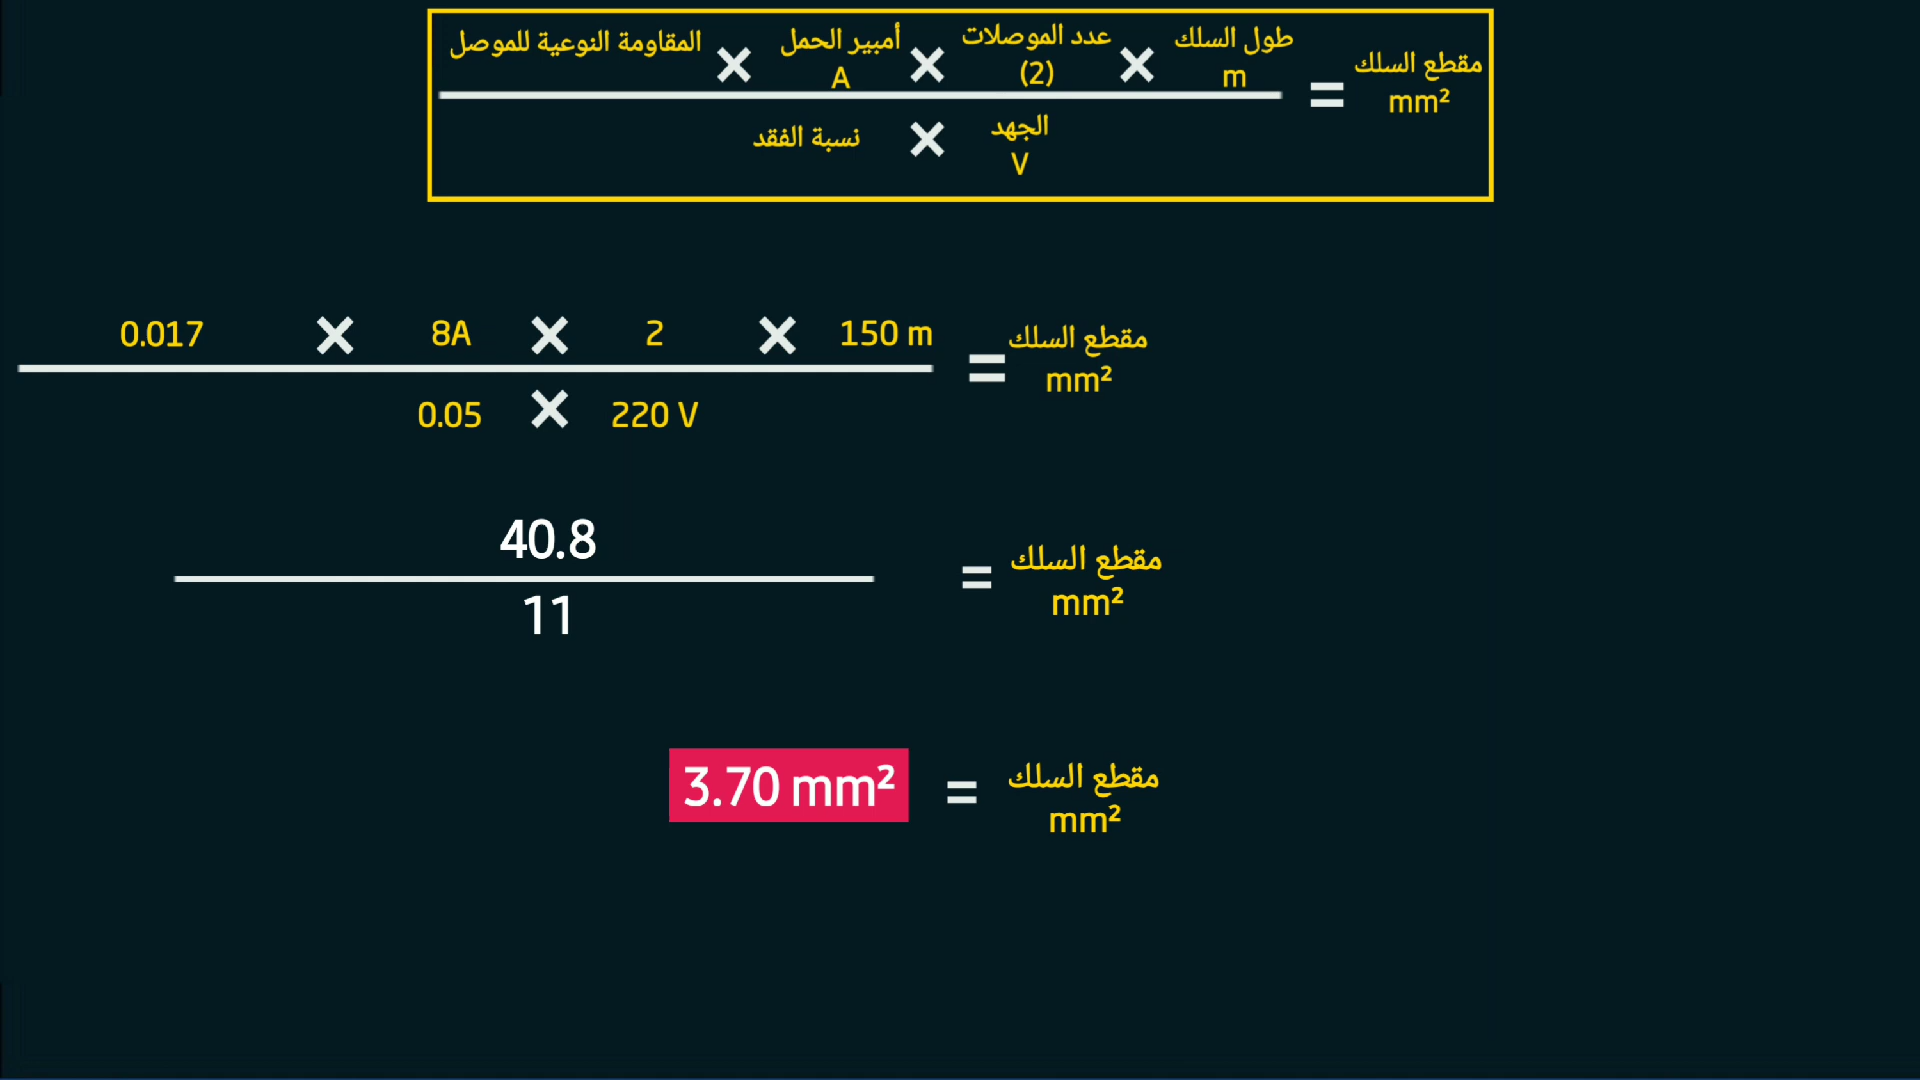 مقطع السلك mm² = طول السلك m × عدد الموصلات (2) × أمبير الحمل A × المقاومة النوعية للموصل
الجهد V × نسبة الفقد
مقطع السلك mm² = 150 m × 2 × 8A × 0.017
220 V × 0.05
مقطع السلك mm² = 40.8
11
مقطع السلك mm² = 3.70 mm²